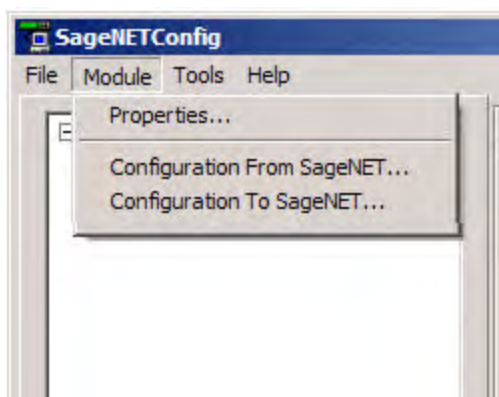 SageNETConfig
File Module Tools Help
Properties...
Configuration From SageNET...
Configuration To SageNET...